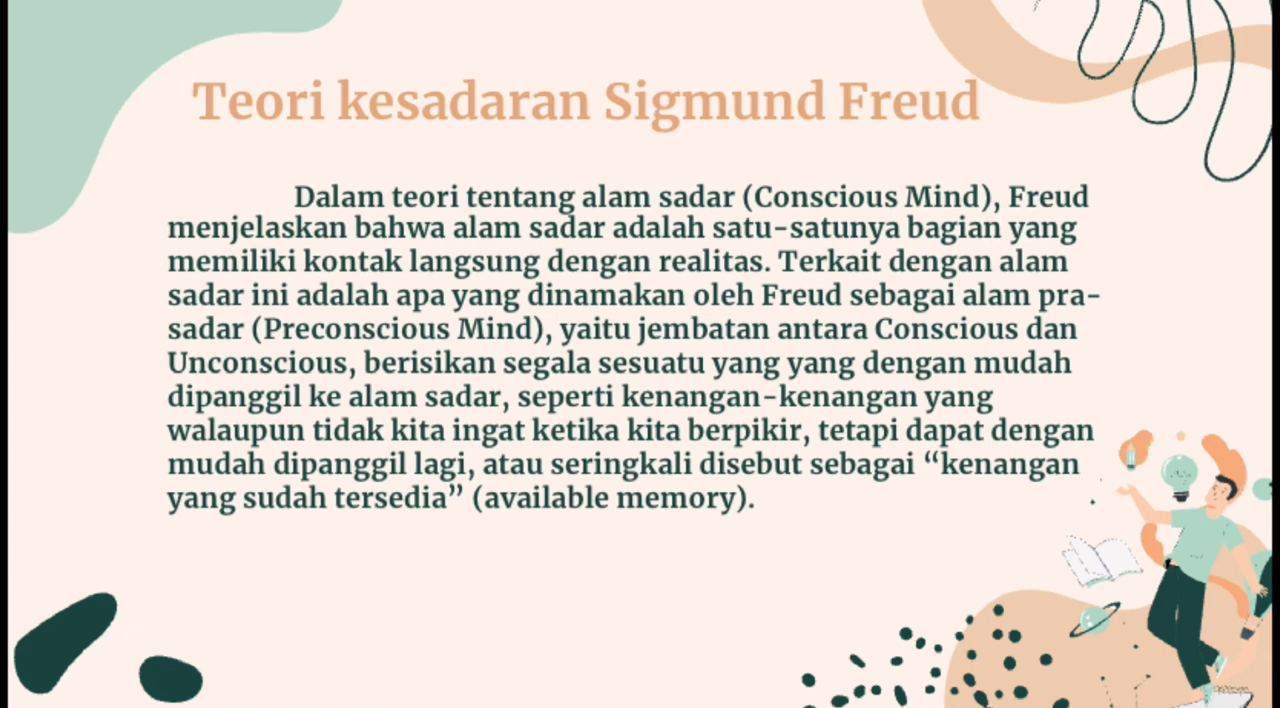 Teori kesadaran Sigmund Freud
Dalam teori tentang alam sadar (Conscious Mind), Freud
menjelaskan bahwa alam sadar adalah satu-satunya bagian yang
memiliki kontak langsung dengan realitas. Terkait dengan alam
sadar ini adalah apa yang dinamakan oleh Freud sebagai alam pra-
sadar (Preconscious Mind), yaitu jembatan antara Conscious dan
Unconscious, berisikan segala sesuatu yang yang dengan mudah
dipanggil ke alam sadar, seperti kenangan-kenangan yang
walaupun tidak kita ingat ketika kita berpikir, tetapi dapat dengan
mudah dipanggil lagi, atau seringkali disebut sebagai “kenangan
yang sudah tersedia” (available memory).